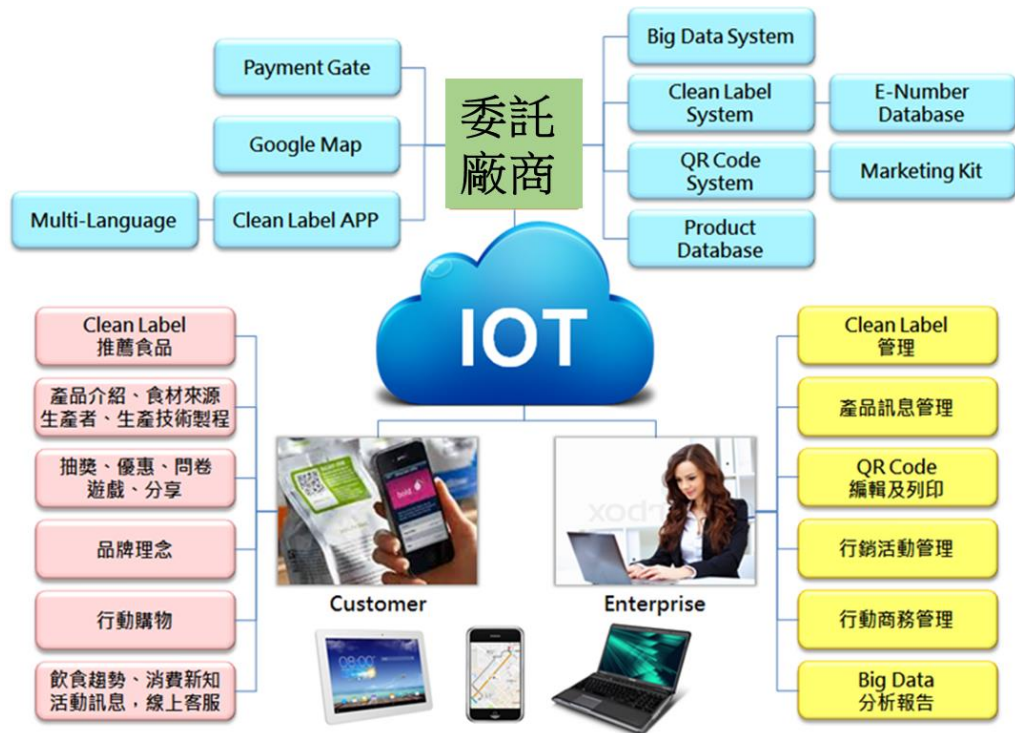 Payment Gate
Google Map
Multi-Language
Clean Label APP
委託
廠商
Big Data System
Clean Label
System
E-Number
Database
QR Code
System
Marketing Kit
Product
Database
IOT
Clean Label
推薦食品
產品介紹、食材來源
生產者、生產技術製程
抽獎、優惠、問卷
遊戲、分享
品牌理念
行動購物
飲食趨勢、消費新知
活動訊息，線上客服
bold
Customer
Enterprise
08:00
Clean Label
管理
產品訊息管理
QR Code
編輯及列印
行銷活動管理
行動商務管理
Big Data
分析報告